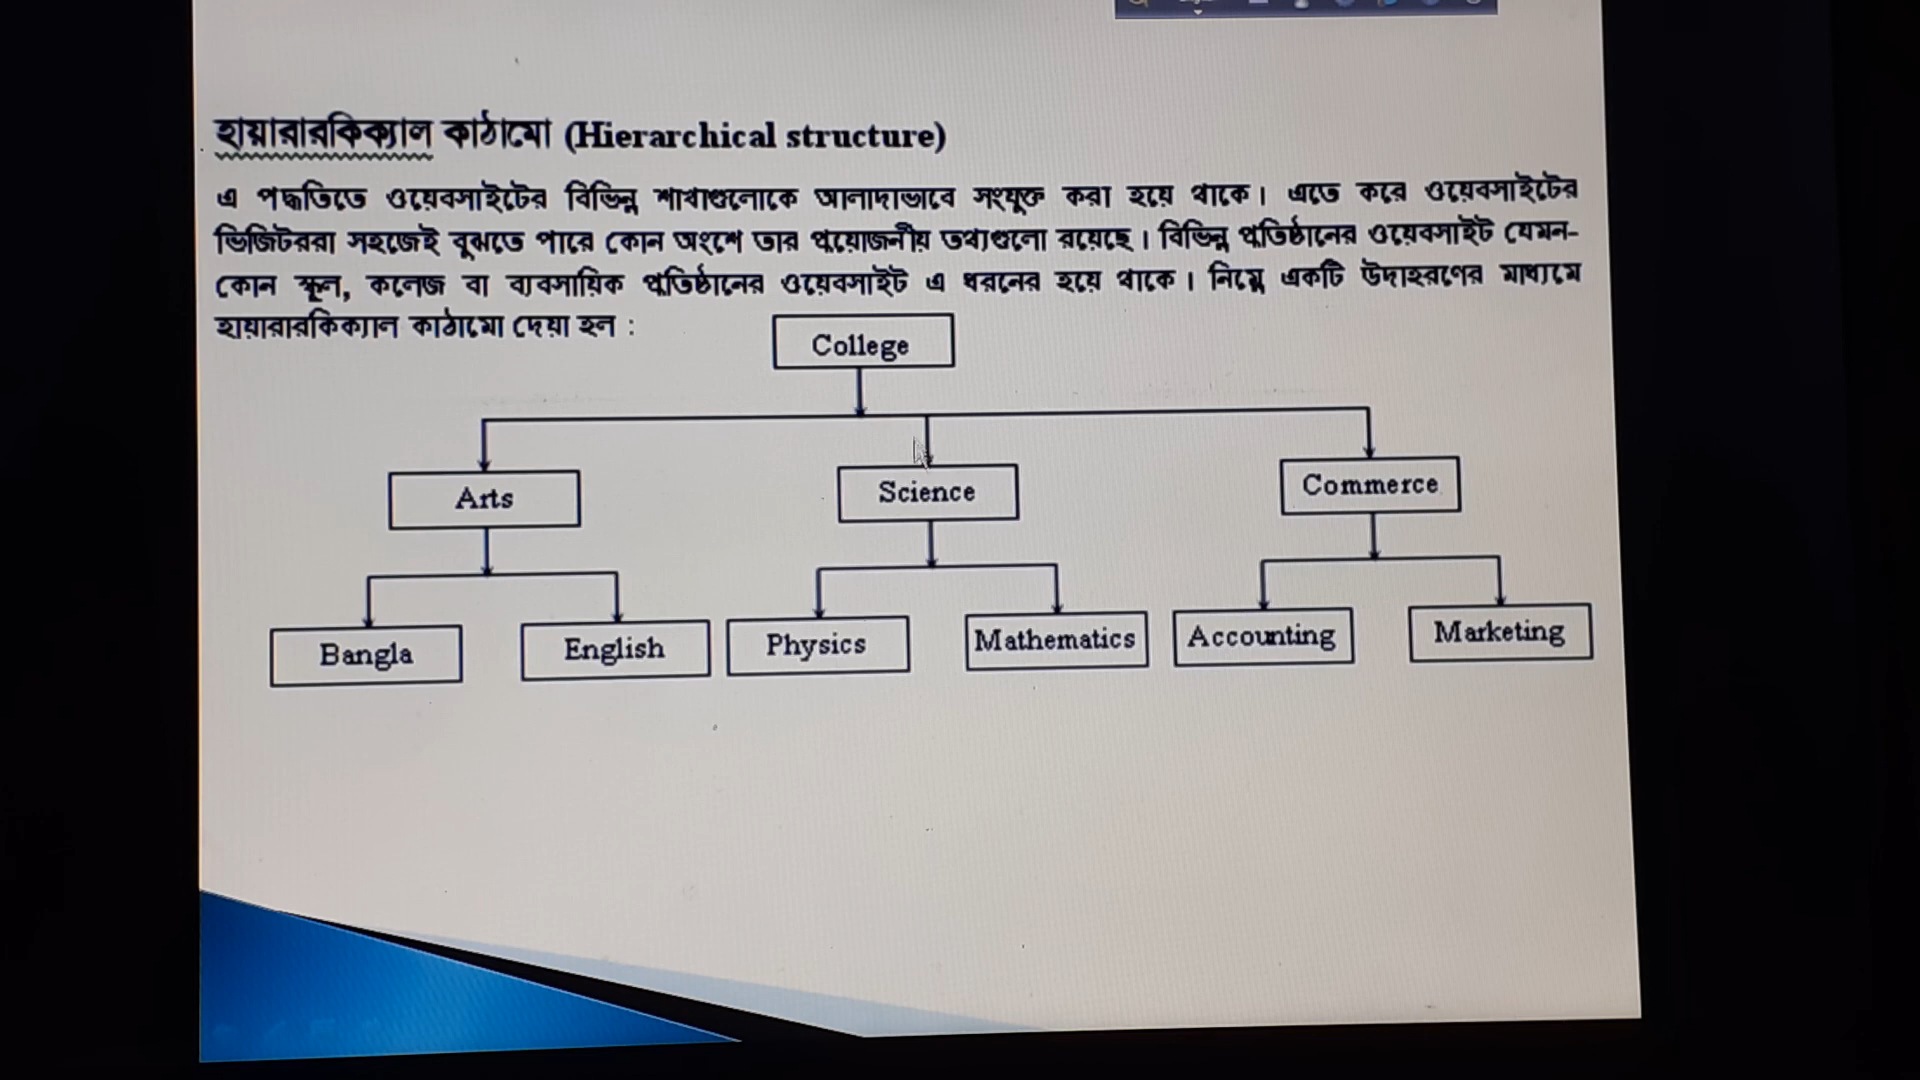 হায়ারারকিক্যাল কাঠামো (Hierarchical structure)
এ পদ্ধতিতে ওয়েবসাইটের বিভিন্ন শাখাগুলোকে আলাদাভাবে সংযুক্ত করা হয়ে থাকে। এতে করে ওয়েবসাইটের
ভিজিটররা সহজেই বুঝতে পারে কোন অংশে তার প্রয়োজনীয় তথ্যগুলো রয়েছে। বিভিন্ন প্রতিষ্ঠানের ওয়েবসাইট যেমন-
কোন স্কুল, কলেজ বা ব্যবসায়িক প্রতিষ্ঠানের ওয়েবসাইট এ ধরনের হয়ে থাকে। নিম্নে একটি উদাহরণের মাধ্যমে
হায়ারারকিক্যাল কাঠামো দেয়া হল :
College
Arts Science Commerce
Bangla English Physics Mathematics Accounting Marketing